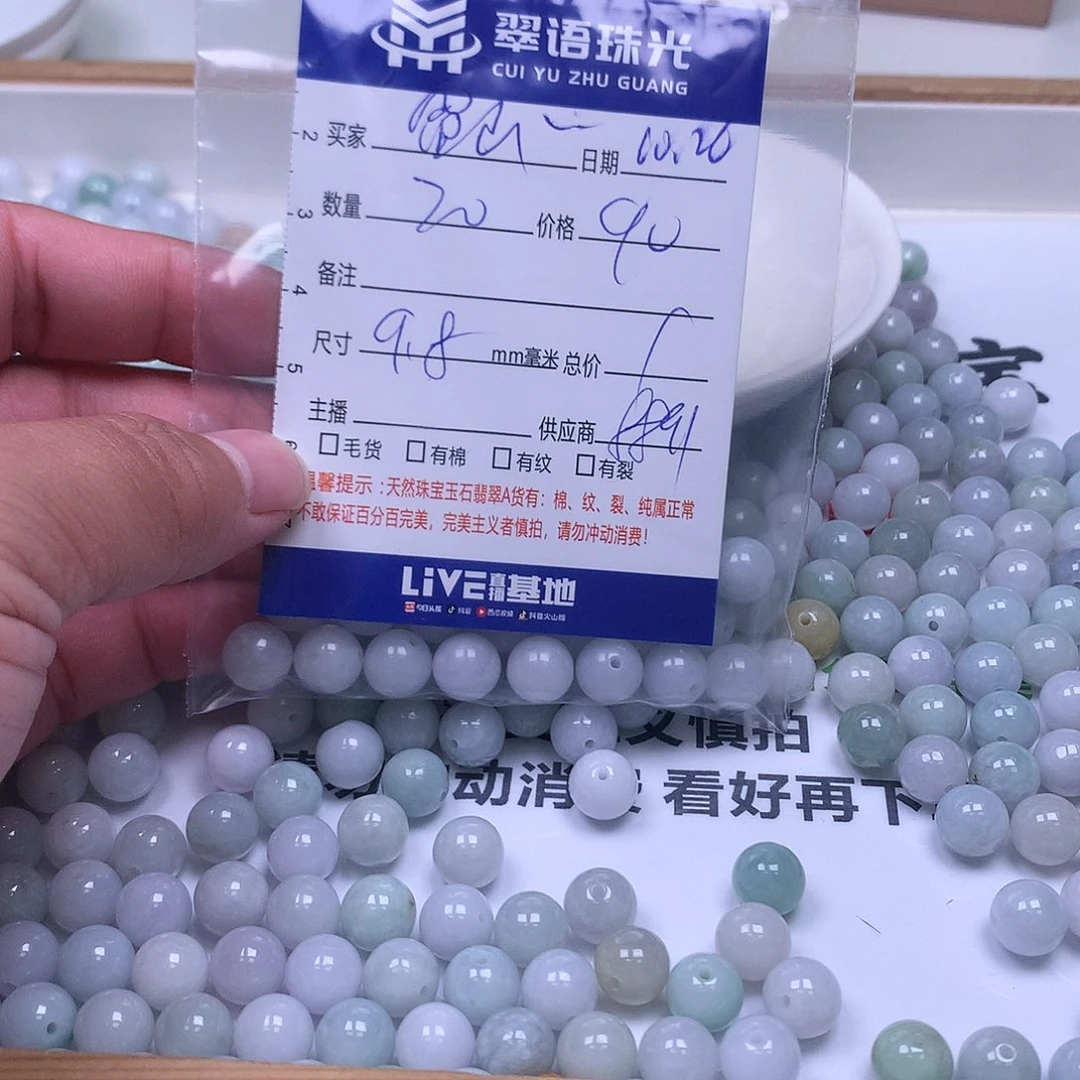 翠语珠光
CUI YU ZHU GUANG
买家 日期 10.26
数量 20 价格 90
备注
尺寸 9.8 mm毫米 总价
主播 供应商
毛货 有棉 有纹 有裂
馨提示:天然珠宝玉石翡翠A货有:棉、纹、裂、纯属正常
不敢保证百分百完美,完美主义者慎拍,请勿冲动消费!
LiVE直播基地
今日头条 抖音 西瓜视频 抖音火山版
2
3
4
5
义慎拍
动消 看好再下